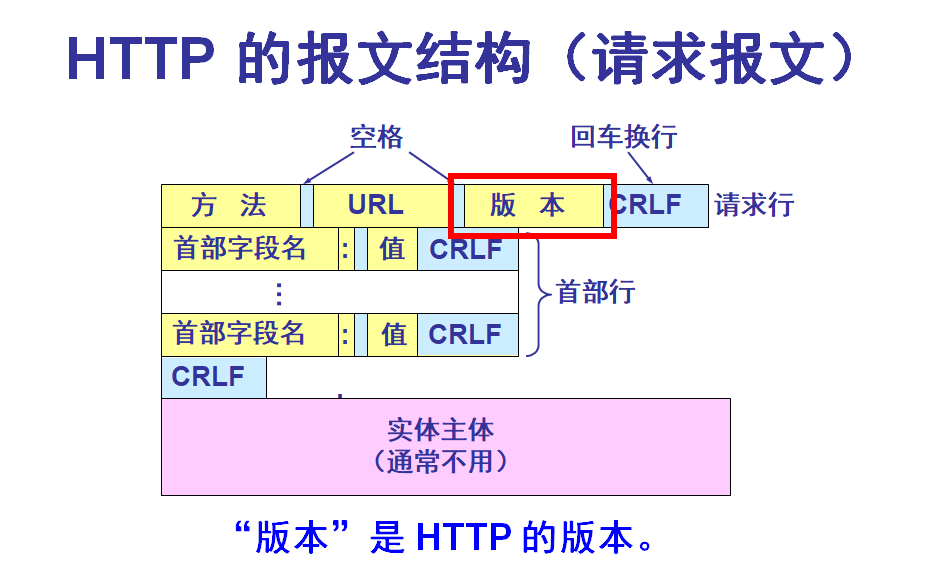 HTTP 的报文结构（请求报文）
空格 回车换行
方 法 URL 版 本 CRLF 请求行
首部字段名 : 值 CRLF
⋮ 首部行
首部字段名 : 值 CRLF
CRLF
实体主体
（通常不用）
“版本”是 HTTP 的版本。